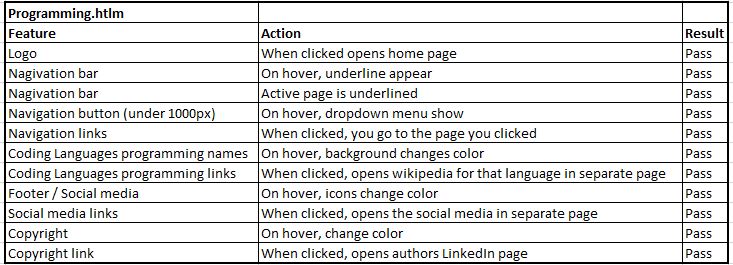 Programming.htlm
Feature Action Result
Logo When clicked opens home page Pass
Nagivation bar On hover, underline appear Pass
Nagivation bar Active page is underlined Pass
Navigation button (under 1000px) On hover, dropdown menu show Pass
Navigation links When clicked, you go to the page you clicked Pass
Coding Languages programming names On hover, background changes color Pass
Coding Languages programming links When clicked, opens wikipedia for that language in separate page Pass
Footer / Social media On hover, icons change color Pass
Social media links When clicked, opens the social media in separate page Pass
Copyright On hover, change color Pass
Copyright link When clicked, opens authors LinkedIn page Pass